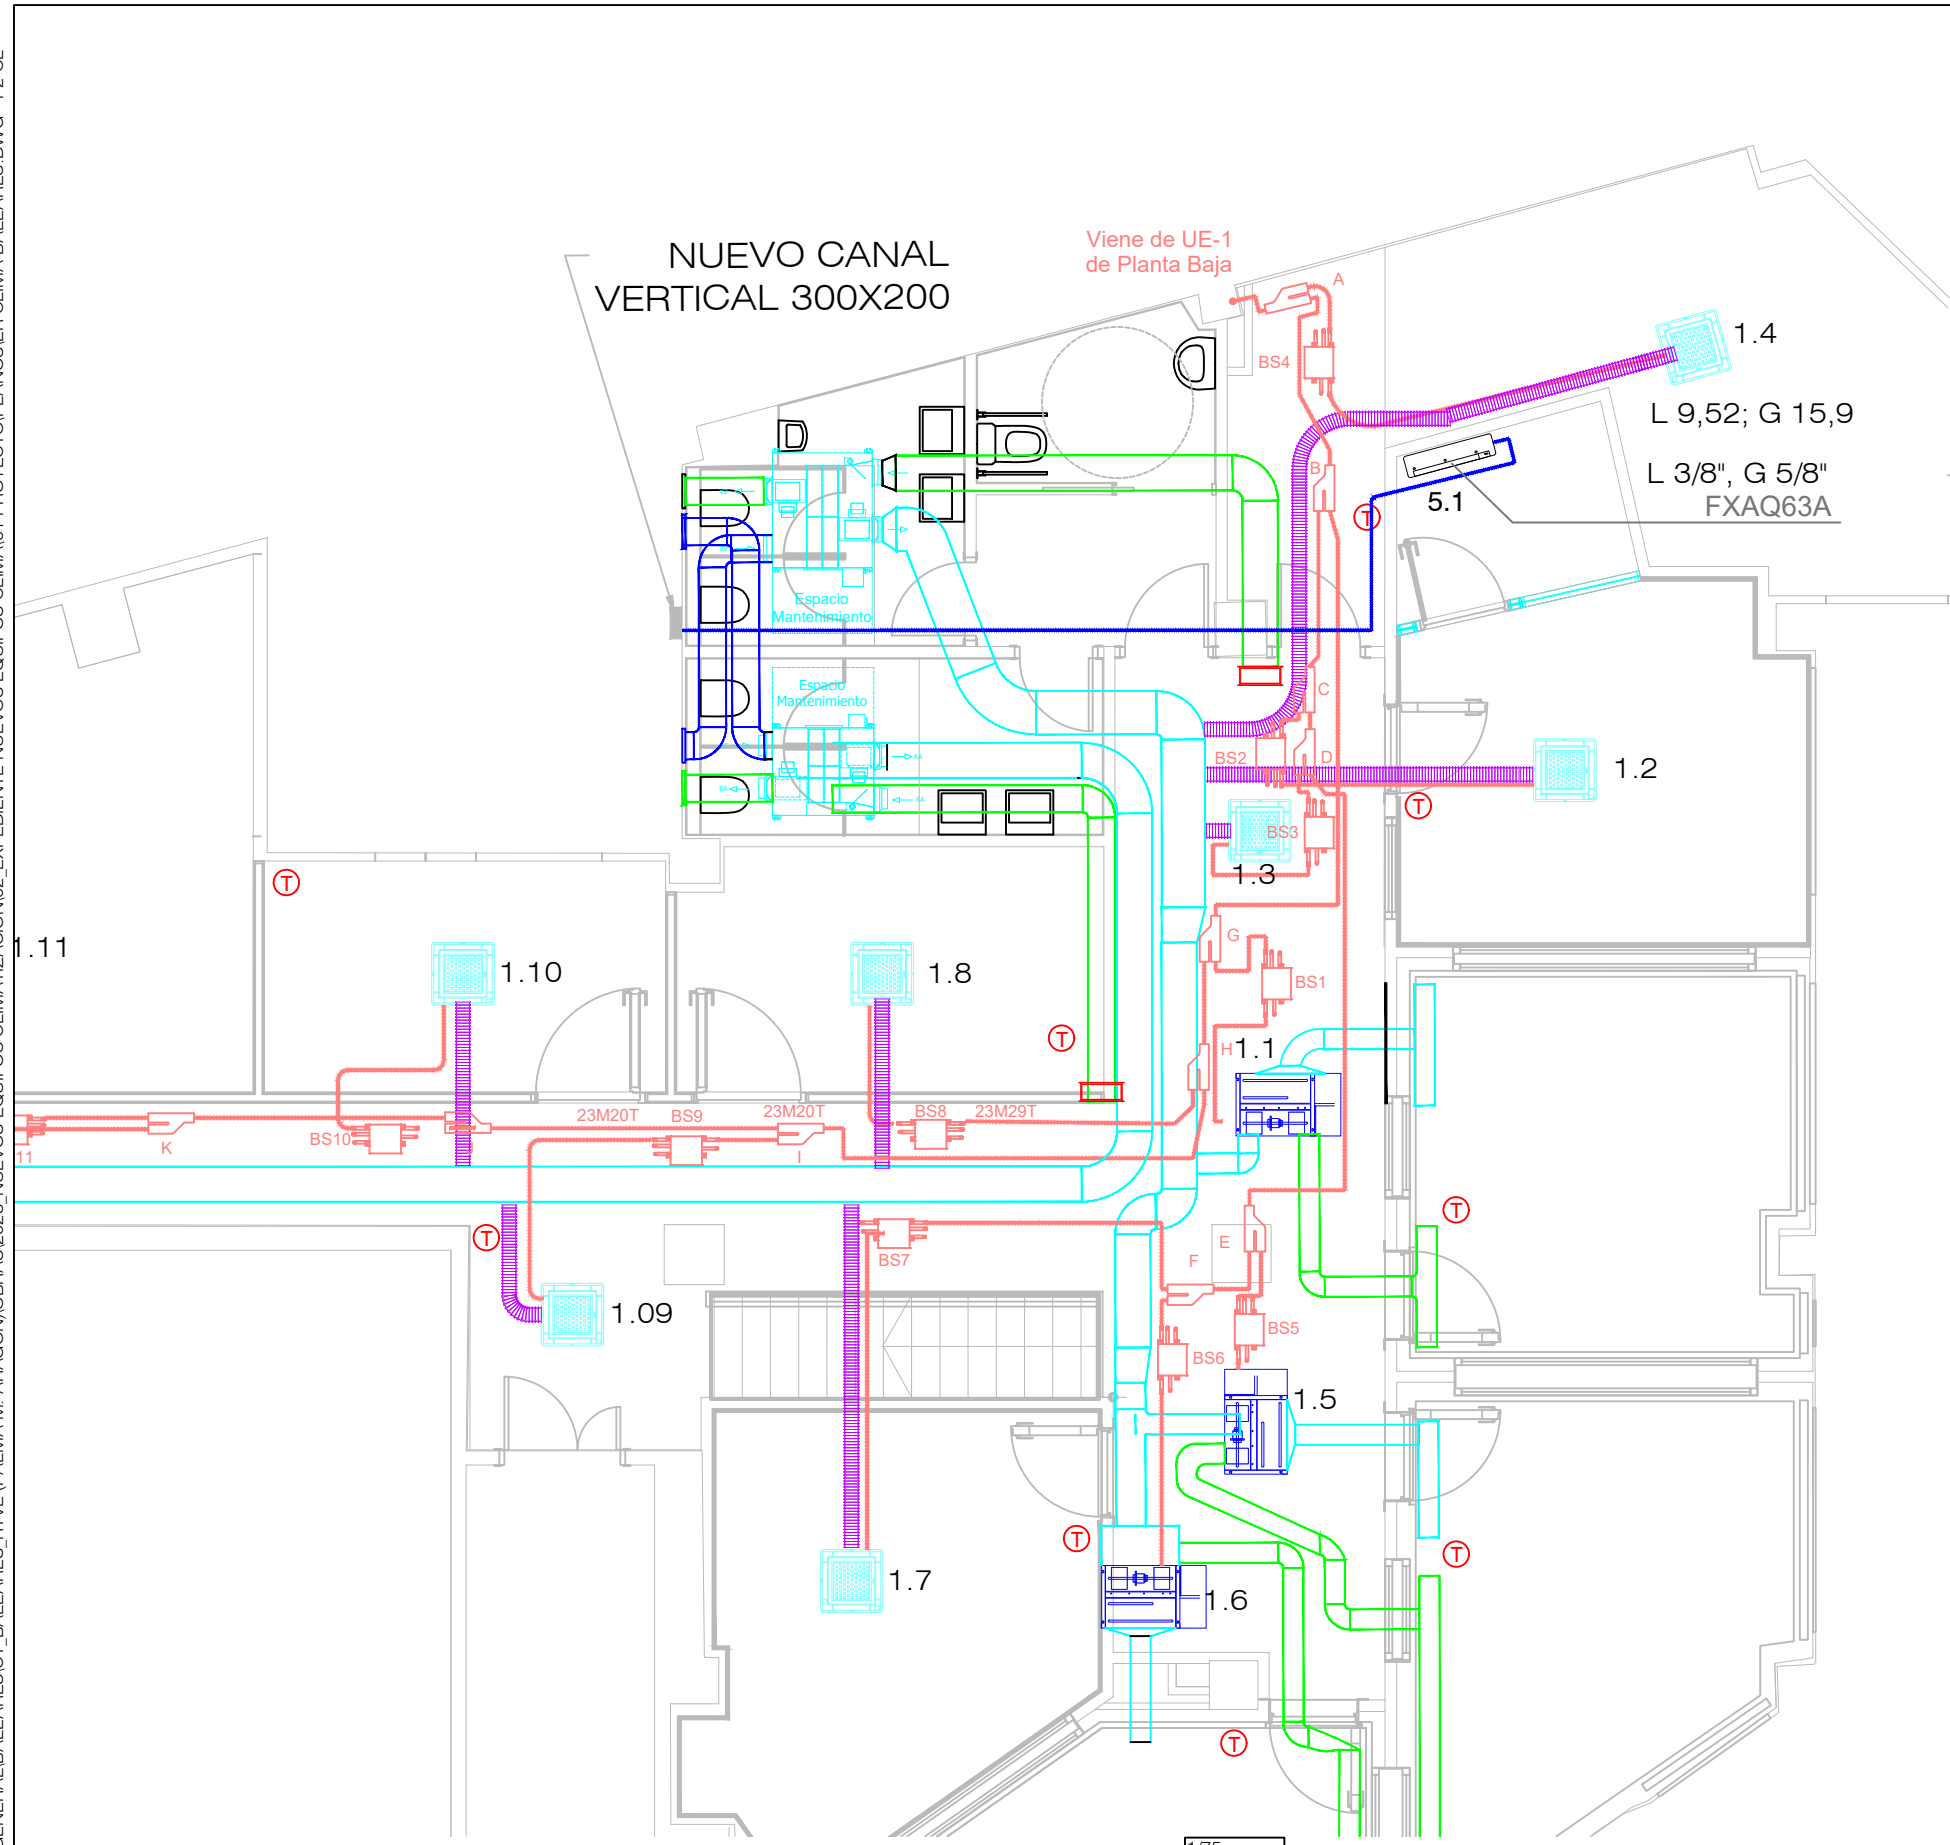 NUEVO CANAL
VERTICAL 300X200
Viene de UE-1
de Planta Baja
A
BS4
1.4
L 9,52; G 15,9
L 3/8", G 5/8"
FXAQ63A
5.1
B
T
Espacio
Mantenimiento
Espacio
Mantenimiento
C
BS2
D
1.2
T
BS3
1.3
T
G
1.11
1.10
1.8
BS1
T
H
1.1
23M20T
BS9
23M20T
BS8
23M29T
BS10
K
I
11
T
T
E
BS7
F
1.09
BS5
BS6
1.5
T
T
1.7
1.6
T